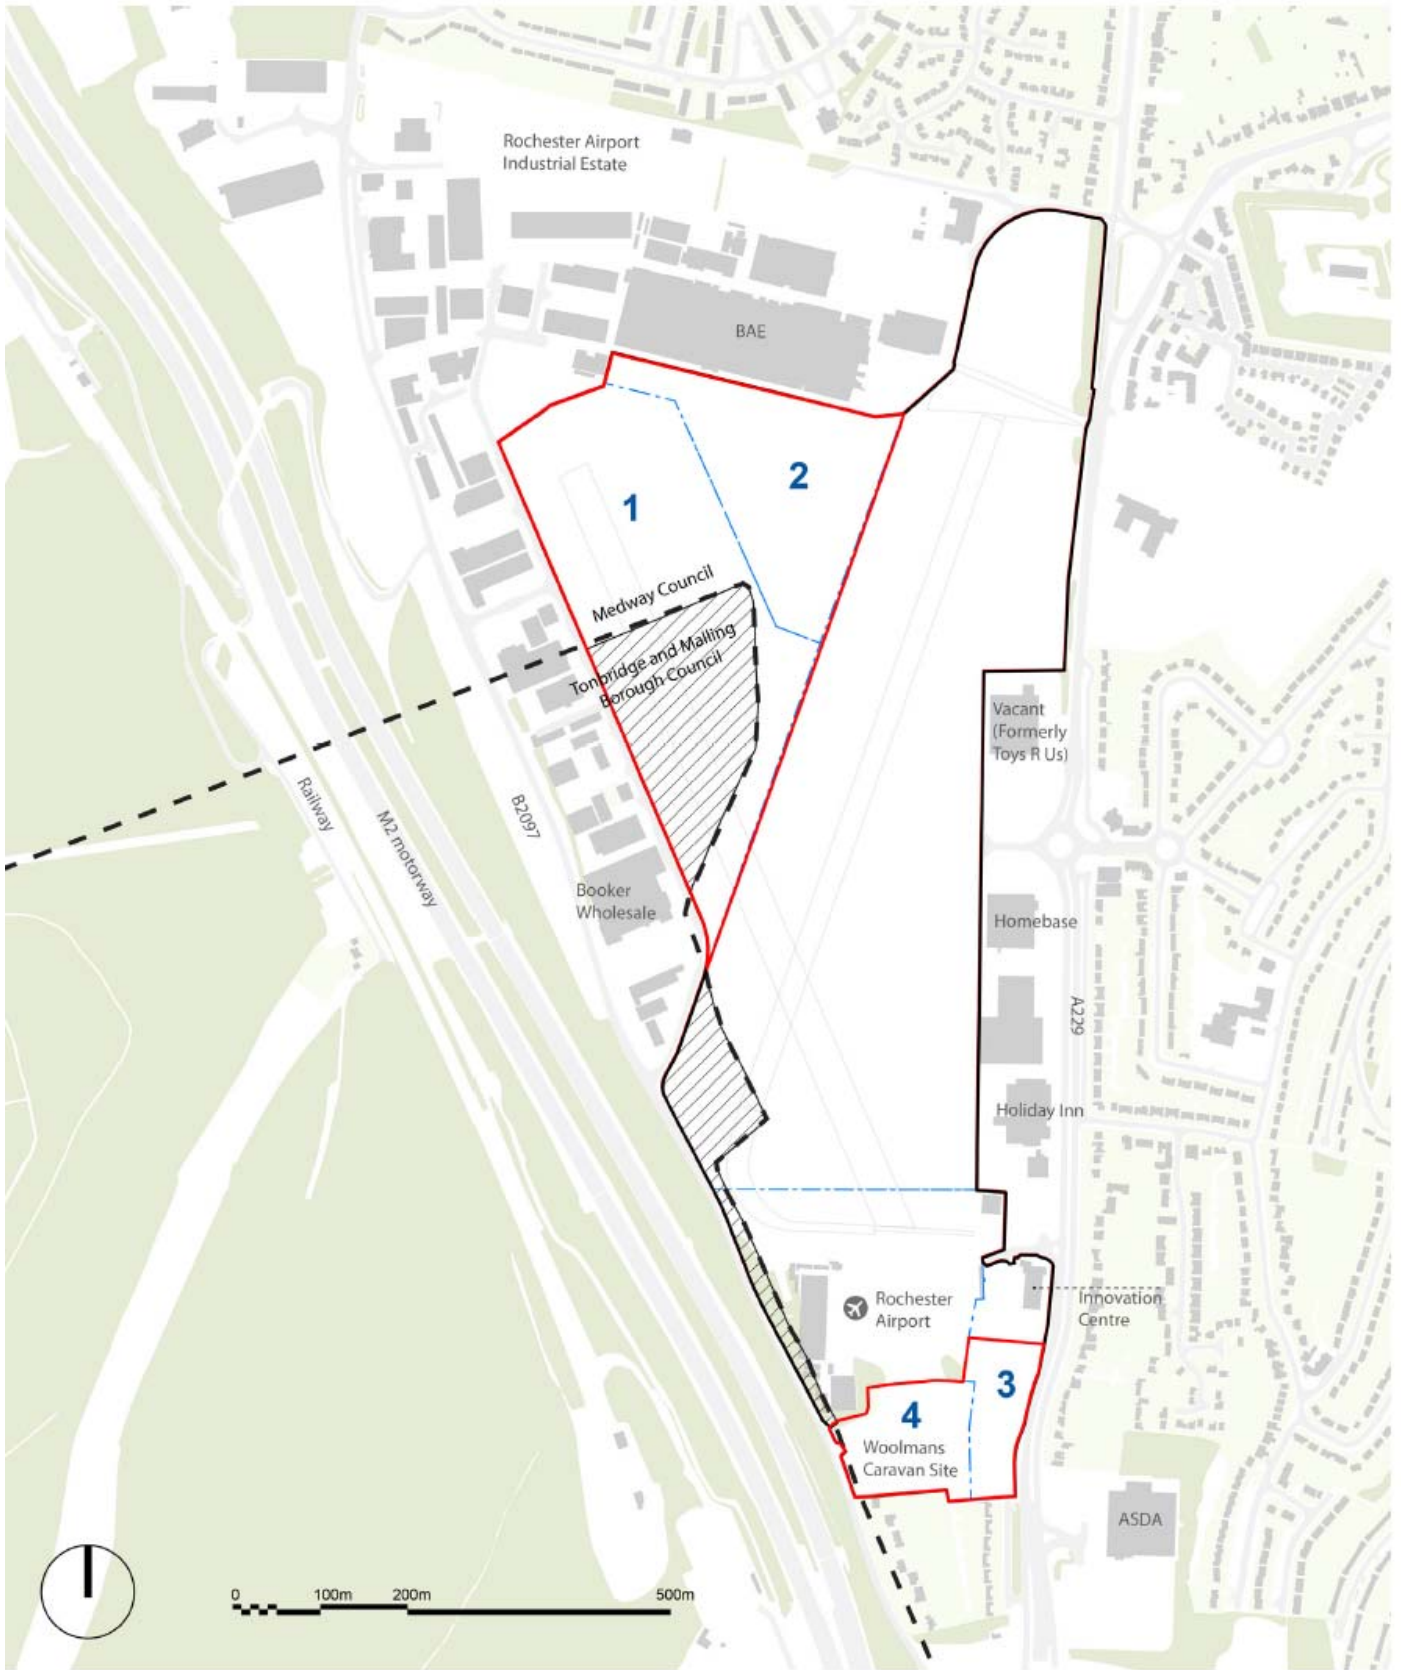 Rochester Airport
Industrial Estate
BAE
2
1
Medway Council
Tonbridge and Malling
Borough Council
Vacant
(Formerly
Toys R Us)
Railway
M2 motorway
B2097
Booker
Wholesale
Homebase
A229
Holiday Inn
Rochester
Airport
Innovation
Centre
3
4
Woolmans
Caravan Site
ASDA
0 100m 200m 500m